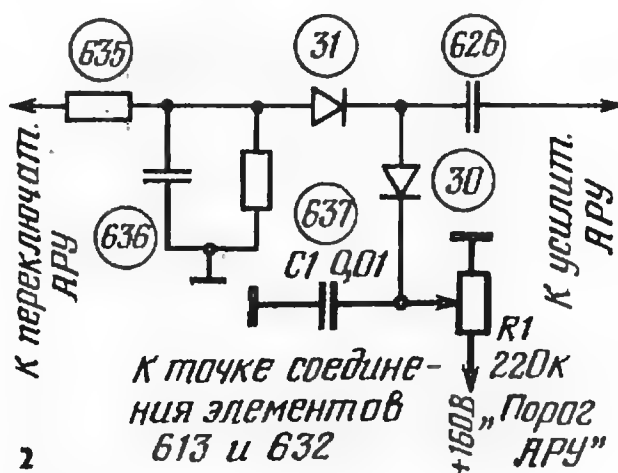 635
31
626
К переключат.
АРУ
636
637
30
К усилит.
АРУ
C1 0,01
R1
220к
К точке соедине-
ния элементов
613 и 632
+160В
„Порог
АРУ"
2